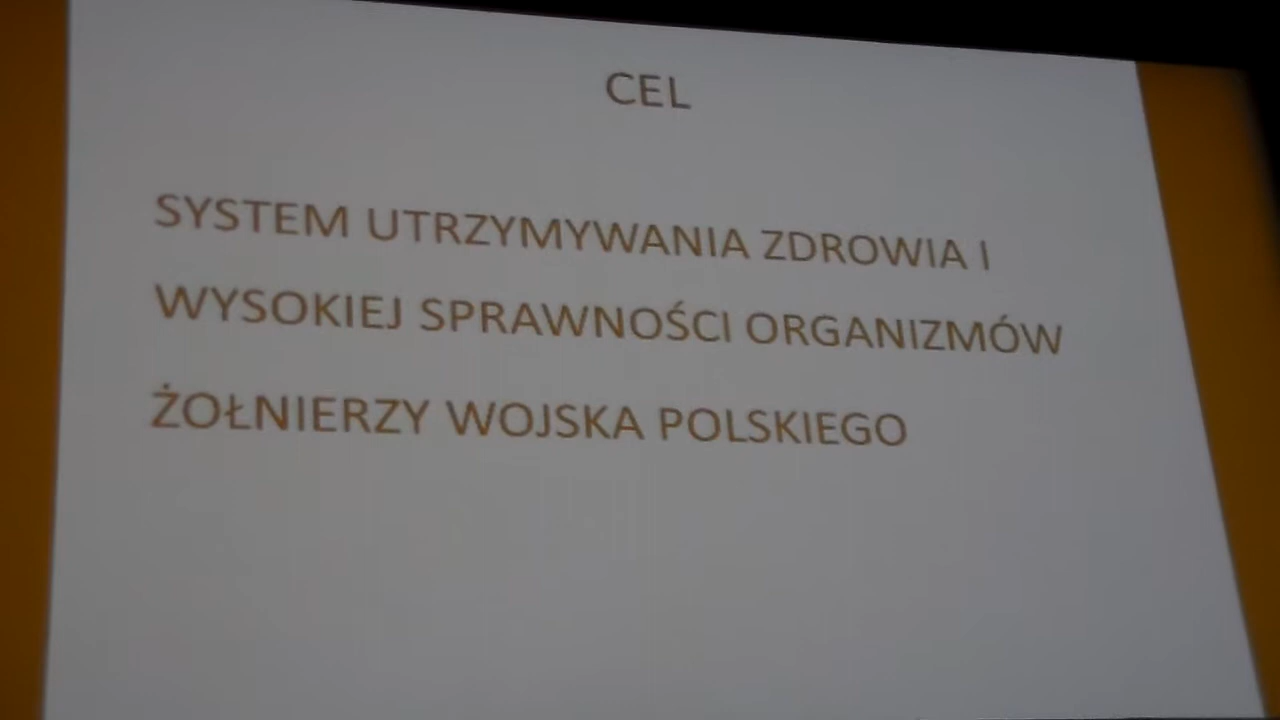 CEL
SYSTEM UTRZYMYWANIA ZDROWIA I
WYSOKIEJ SPRAWNOŚCI ORGANIZMÓW
ŻOŁNIERZY WOJSKA POLSKIEGO